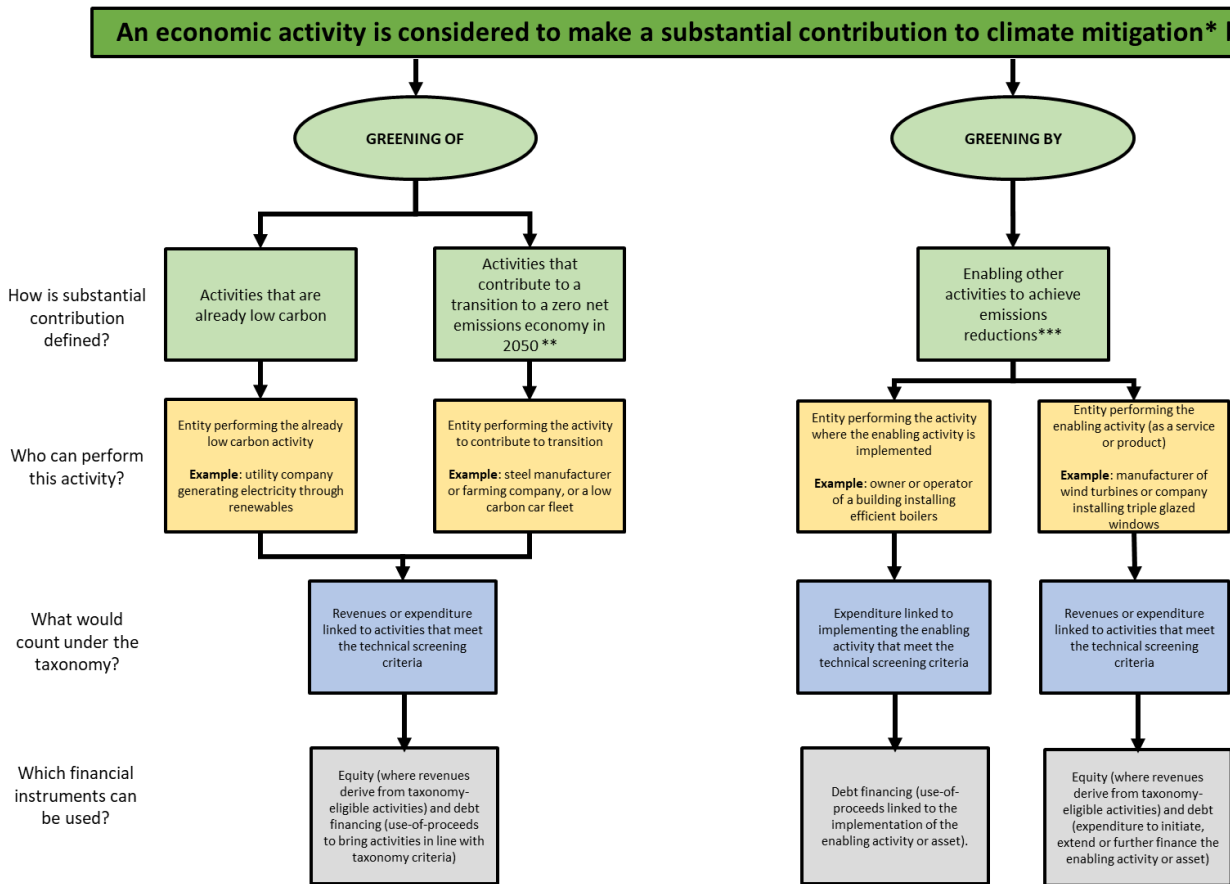 An economic activity is considered to make a substantial contribution to climate mitigation*
GREENING OF
GREENING BY
How is substantial
contribution
defined?
Activities that are
already low carbon
Activities that
contribute to a
transition to a zero net
emissions economy in
2050 **
Enabling other
activities to achieve
emissions
reductions***
Who can perform
this activity?
Entity performing the already
low carbon activity
Example: utility company
generating electricity through
renewables
Entity performing the activity
to contribute to transition
Example: steel manufacturer
or farming company, or a low
carbon car fleet
Entity performing the activity
where the enabling activity is
implemented
Example: owner or operator
of a building installing
efficient boilers
Entity performing the
enabling activity (as a service
or product)
Example: manufacturer of
wind turbines or company
installing triple glazed
windows
What would
count under the
taxonomy?
Revenues or expenditure
linked to activities that meet
the technical screening
criteria
Expenditure linked to
implementing the enabling
activity that meet the
technical screening criteria
Revenues or expenditure
linked to activities that meet
the technical screening
criteria
Which financial
instruments can
be used?
Equity (where revenues
derive from taxonomy-
eligible activities) and debt
financing (use-of-proceeds
to bring activities in line with
taxonomy criteria)
Debt financing (use-of-
proceeds linked to the
implementation of the
enabling activity or asset).
Equity (where revenues
derive from taxonomy-
eligible activities) and debt
(expenditure to initiate,
extend or further finance the
enabling activity or asset)